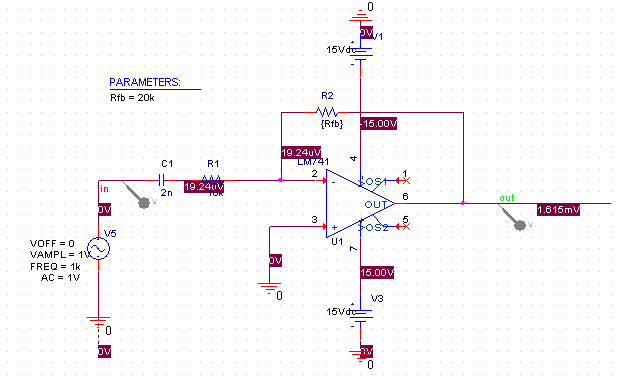 0
0V
V1
15Vdc
PARAMETERS:
Rfb = 20k
R2
{Rfb}
-15.00V
19.24uV
LM741
4
C1
R1
2
-
OS1
1
in
19.24uV
2n
OUT
6
out
0V
3
+
OS2
5
1.615mV
V5
U1
7
VOFF = 0
VAMPL = 1V
FREQ = 1k
AC = 1V
0V
15.00V
0
V3
15Vdc
0
0V
0V
0